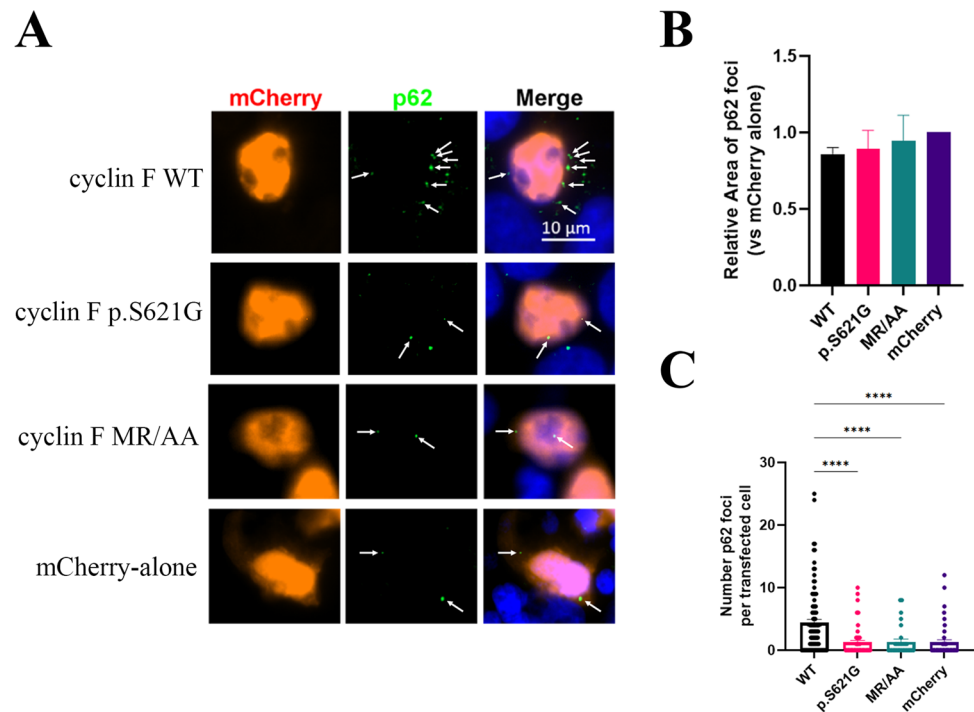 A
mCherry
p62
Merge
cyclin F WT
10 µm
cyclin F p.S621G
cyclin F MR/AA
mCherry-alone
B
Relative Area of p62 foci
(vs mCherry alone)
1.5
1.0
0.5
0.0
WT
p.S621G
MR/AA
mCherry
C
Number p62 foci
per transfected cell
****
****
****
30
20
10
0
WT
p.S621G
MR/AA
mCherry